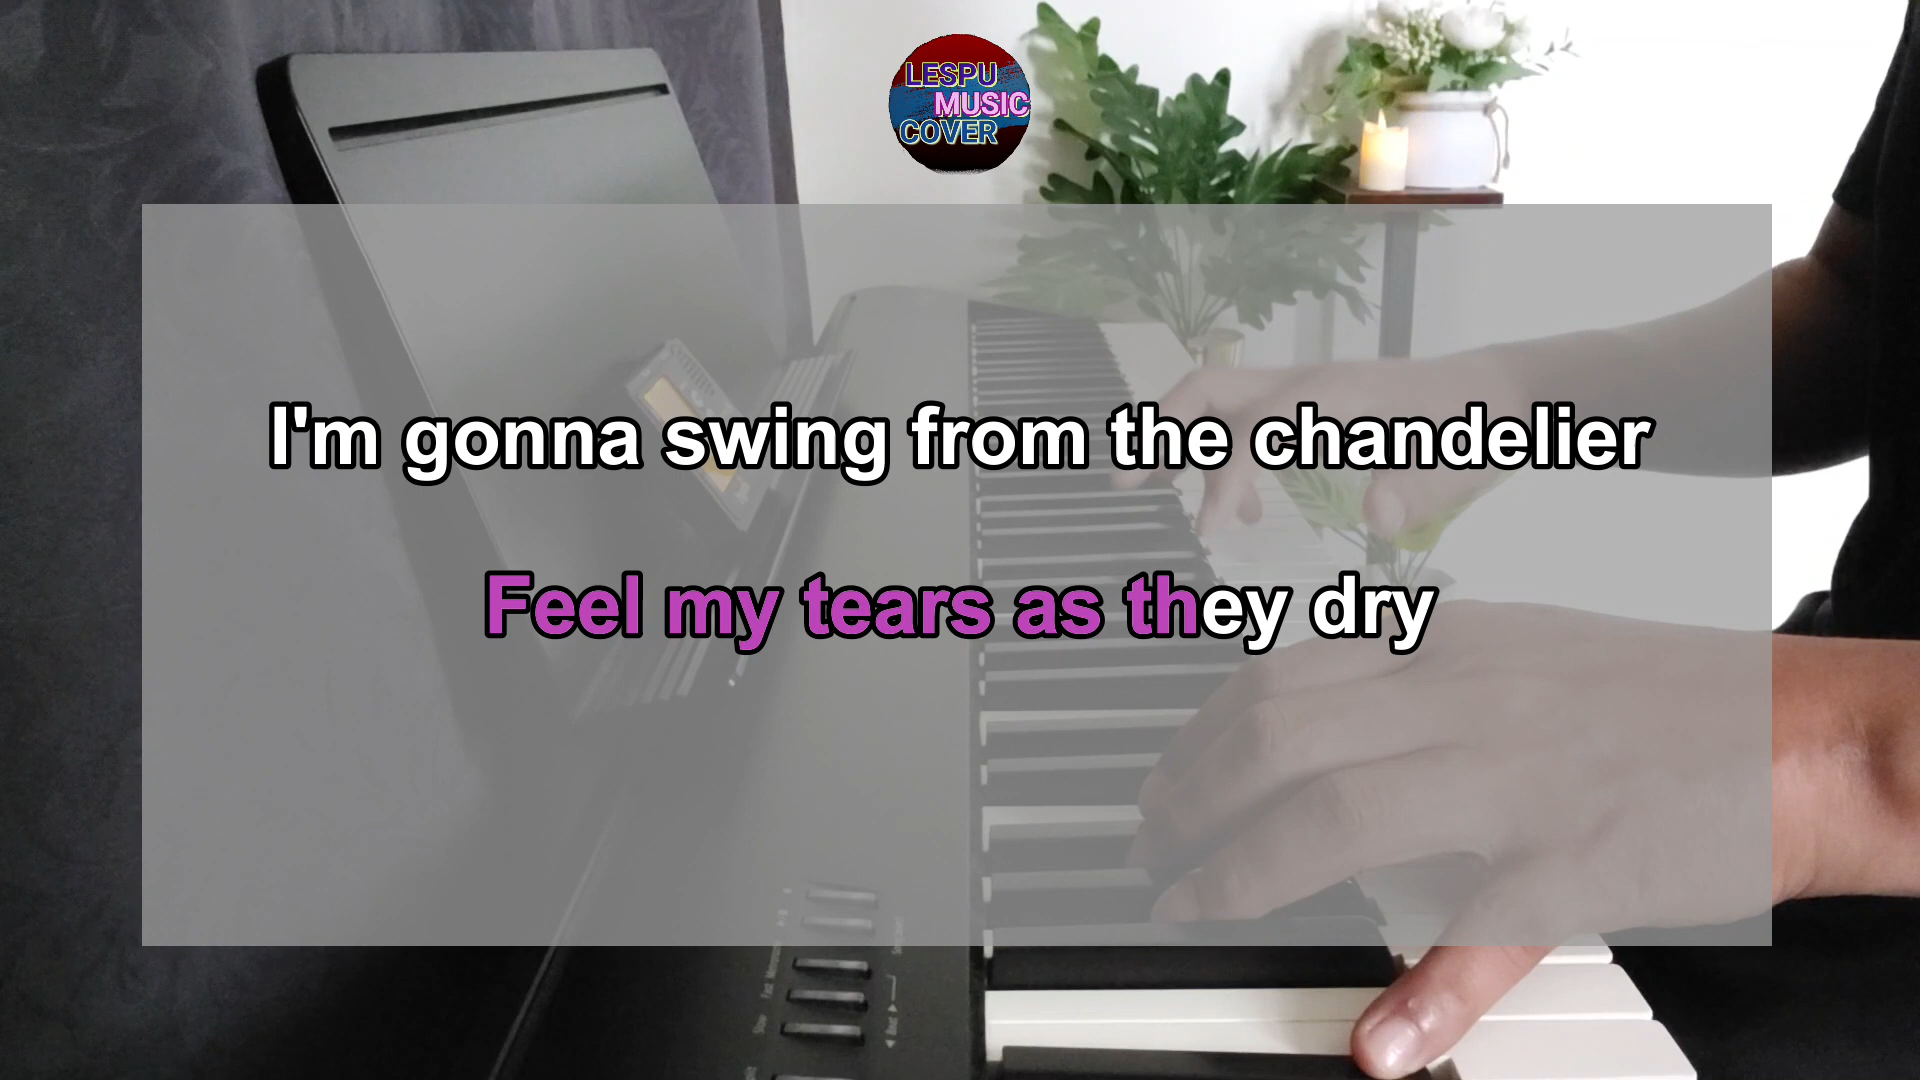 LESPU
MUSIC
COVER
I'm gonna swing from the chandelier
Feel my tears as they dry